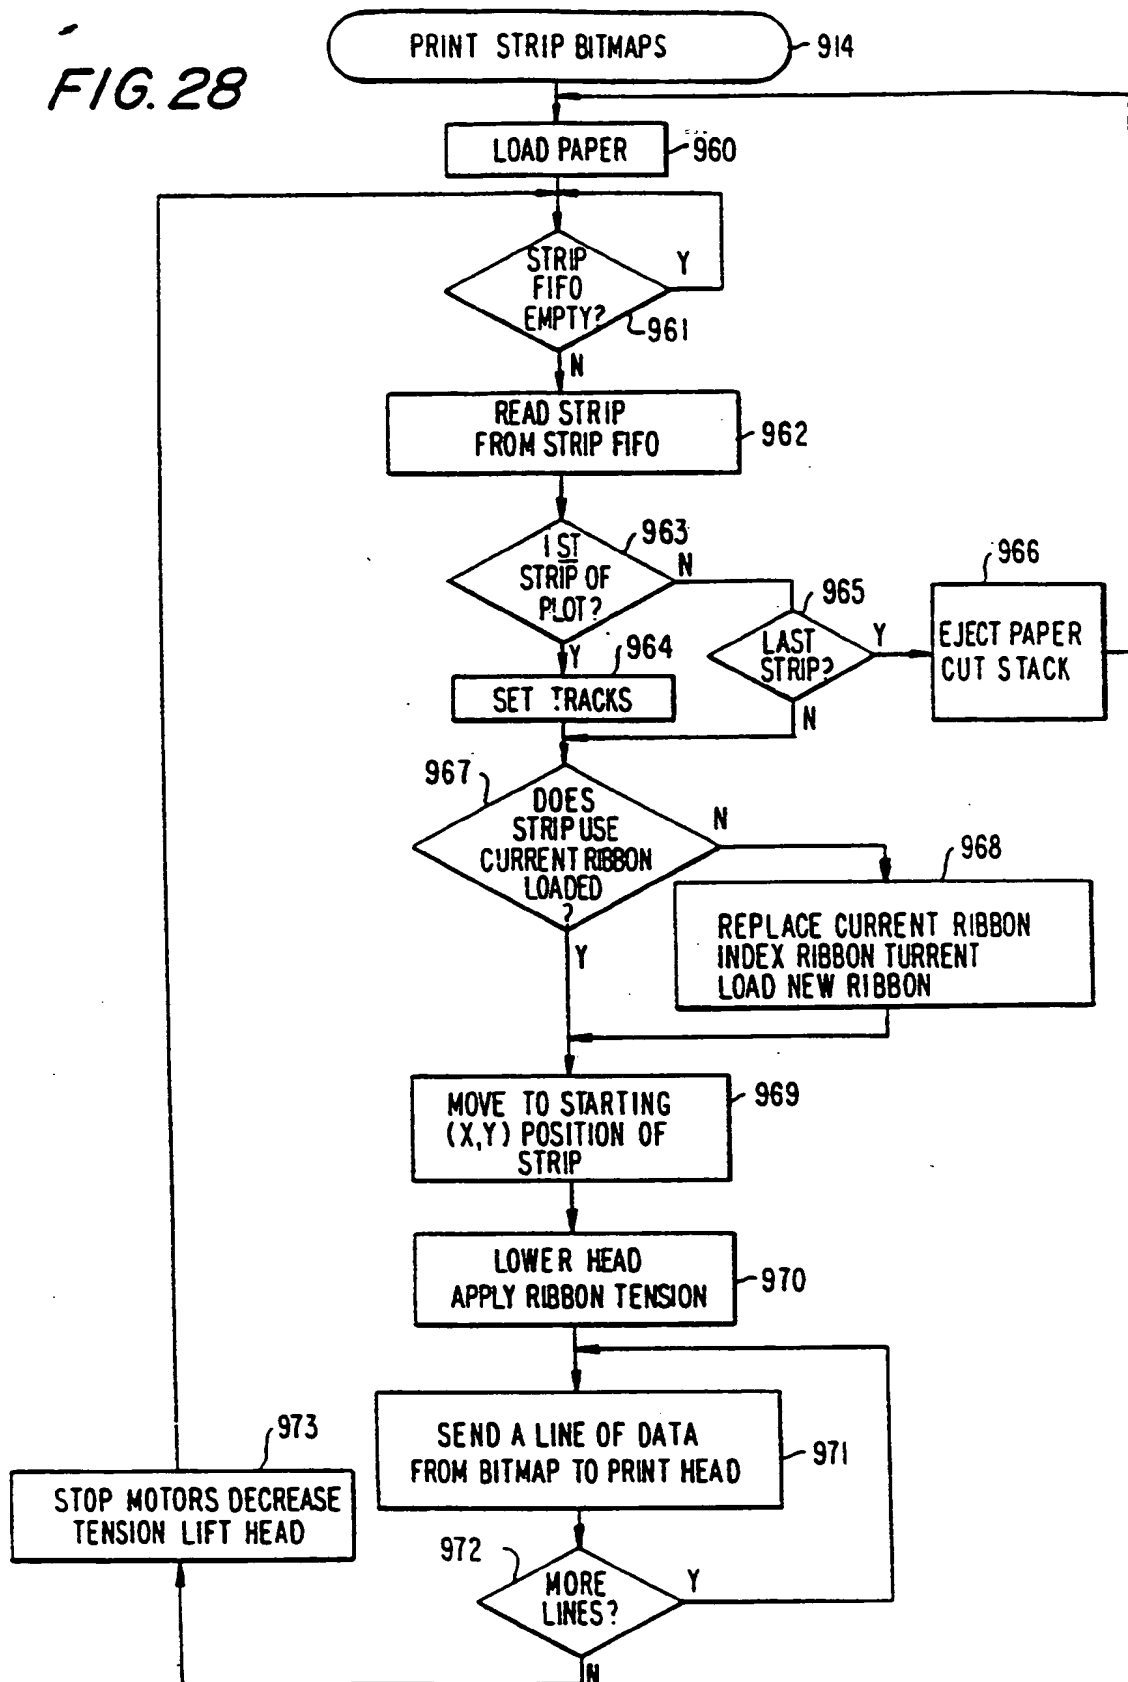 FIG. 28
PRINT STRIP BITMAPS
914
LOAD PAPER
960
STRIP
FIFO
EMPTY?
Y
961
N
READ STRIP
FROM STRIP FIFO
962
1 ST
STRIP OF
PLOT?
963
N
Y
964
SET TRACKS
965
LAST
STRIP?
Y
N
966
EJECT PAPER
CUT STACK
967
DOES
STRIP USE
CURRENT RIBBON
LOADED
?
N
Y
968
REPLACE CURRENT RIBBON
INDEX RIBBON TURRENT
LOAD NEW RIBBON
MOVE TO STARTING
(X,Y) POSITION OF
STRIP
969
LOWER HEAD
APPLY RIBBON TENSION
970
SEND A LINE OF DATA
FROM BITMAP TO PRINT HEAD
971
973
STOP MOTORS DECREASE
TENSION LIFT HEAD
972
MORE
LINES?
Y
N